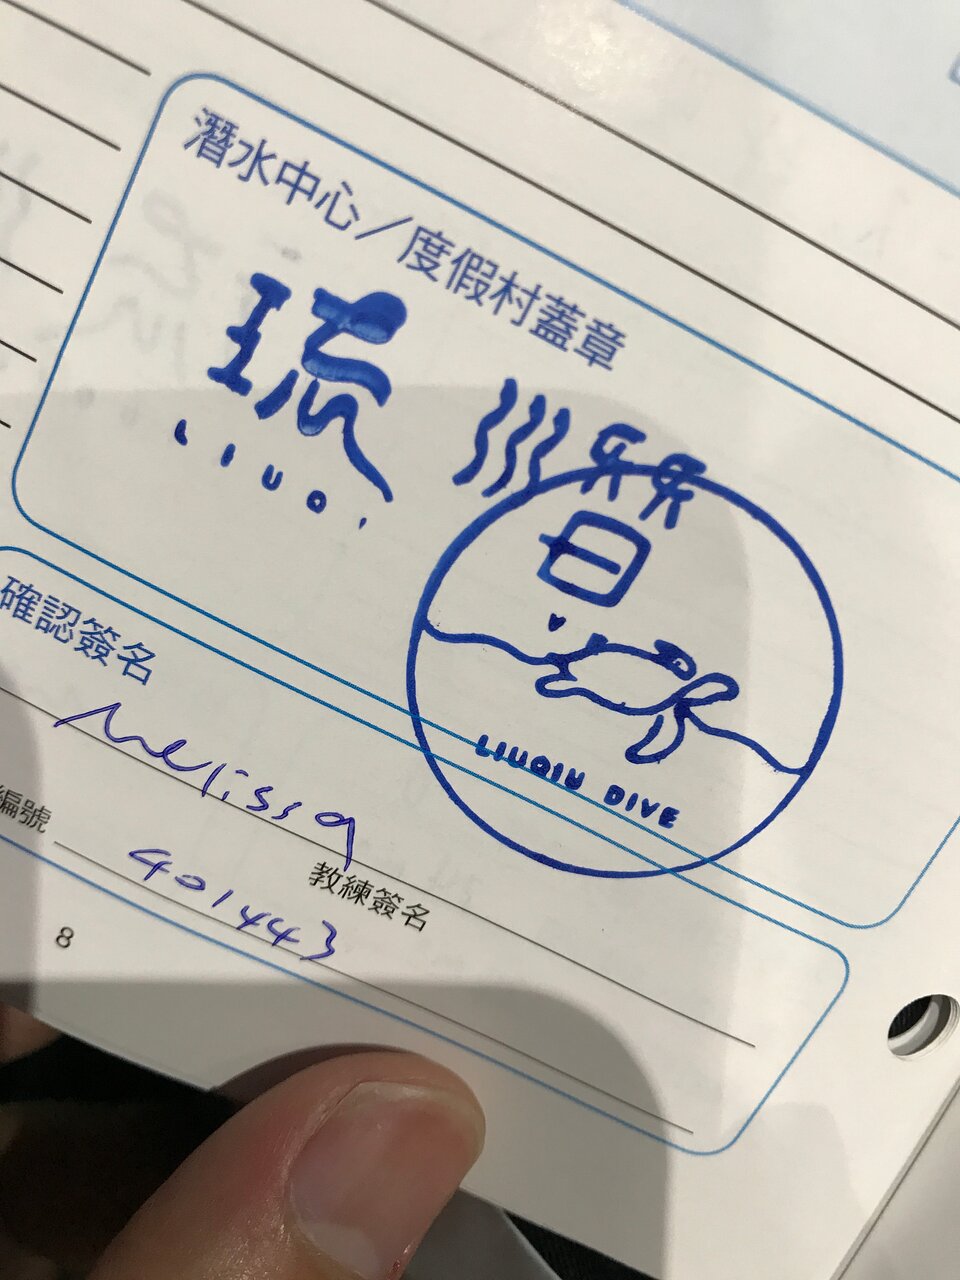 潛水中心／度假村蓋章
琉 潛
LIUO.
LIUQIU DIVE
確認簽名
Melissa
教練簽名
編號
401443
8